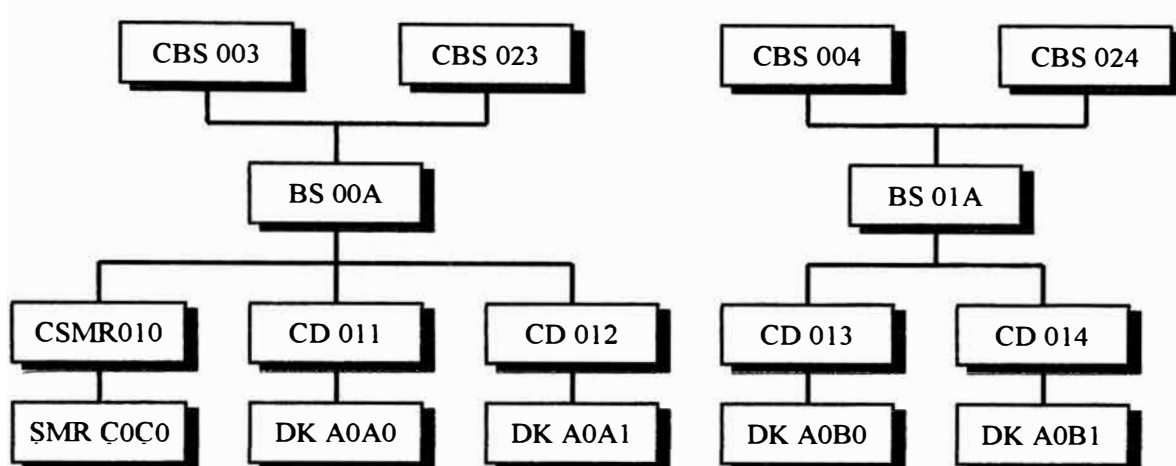 CBS 003 CBS 023 CBS 004 CBS 024
BS 00A BS 01A
CSMR010 CD 011 CD 012 CD 013 CD 014
SMR C0C0 DK A0A0 DK A0A1 DK A0B0 DK A0B1